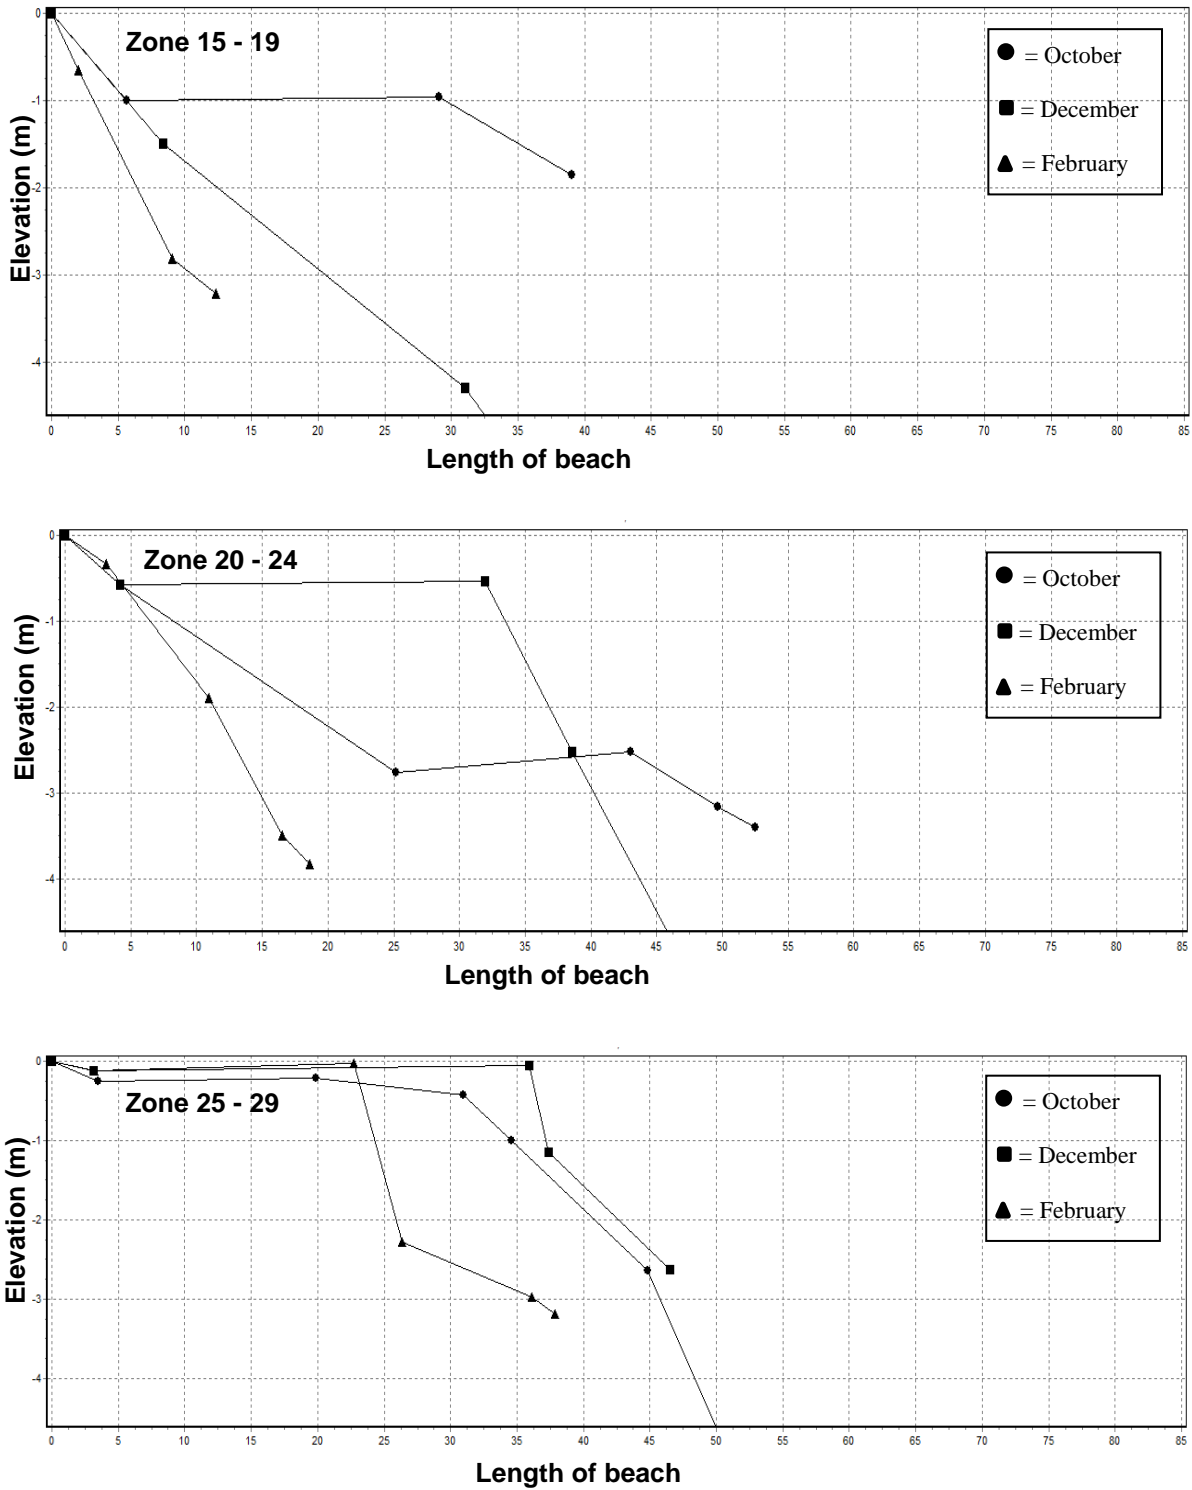 Zone 15 - 19
● = October
■ = December
▲ = February
Elevation (m)
0
-1
-2
-3
-4
0 5 10 15 20 25 30 35 40 45 50 55 60 65 70 75 80 85
Length of beach
Zone 20 - 24
● = October
■ = December
▲ = February
Elevation (m)
0
-1
-2
-3
-4
0 5 10 15 20 25 30 35 40 45 50 55 60 65 70 75 80 85
Length of beach
Zone 25 - 29
● = October
■ = December
▲ = February
Elevation (m)
0
-1
-2
-3
-4
0 5 10 15 20 25 30 35 40 45 50 55 60 65 70 75 80 85
Length of beach